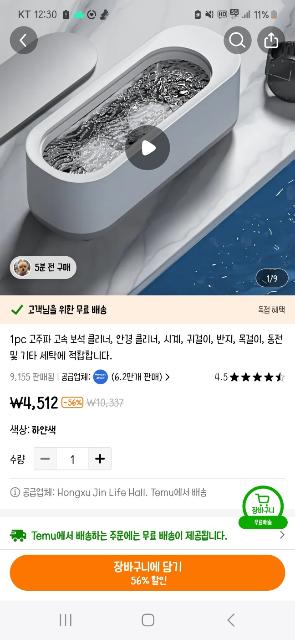 KT 12:30
11%
5분 전 구매
1/9
고객님을 위한 무료 배송
독점 혜택
1pc 고주파 고속 보석 클리너, 안경 클리너, 시계, 귀걸이, 반지, 목걸이, 동전
및 기타 세탁에 적합합니다.
9,155 판매됨 | 공급업체: (6.2만개 판매) >
4.5
₩4,512 -56% ₩10,337
색상: 하얀색
수량 - 1 +
공급업체: Hongxu Jin Life Hall. Temu에서 배송
장바구니
무료배송
Temu에서 배송하는 주문에는 무료 배송이 제공됩니다. >
장바구니에 담기
56% 할인